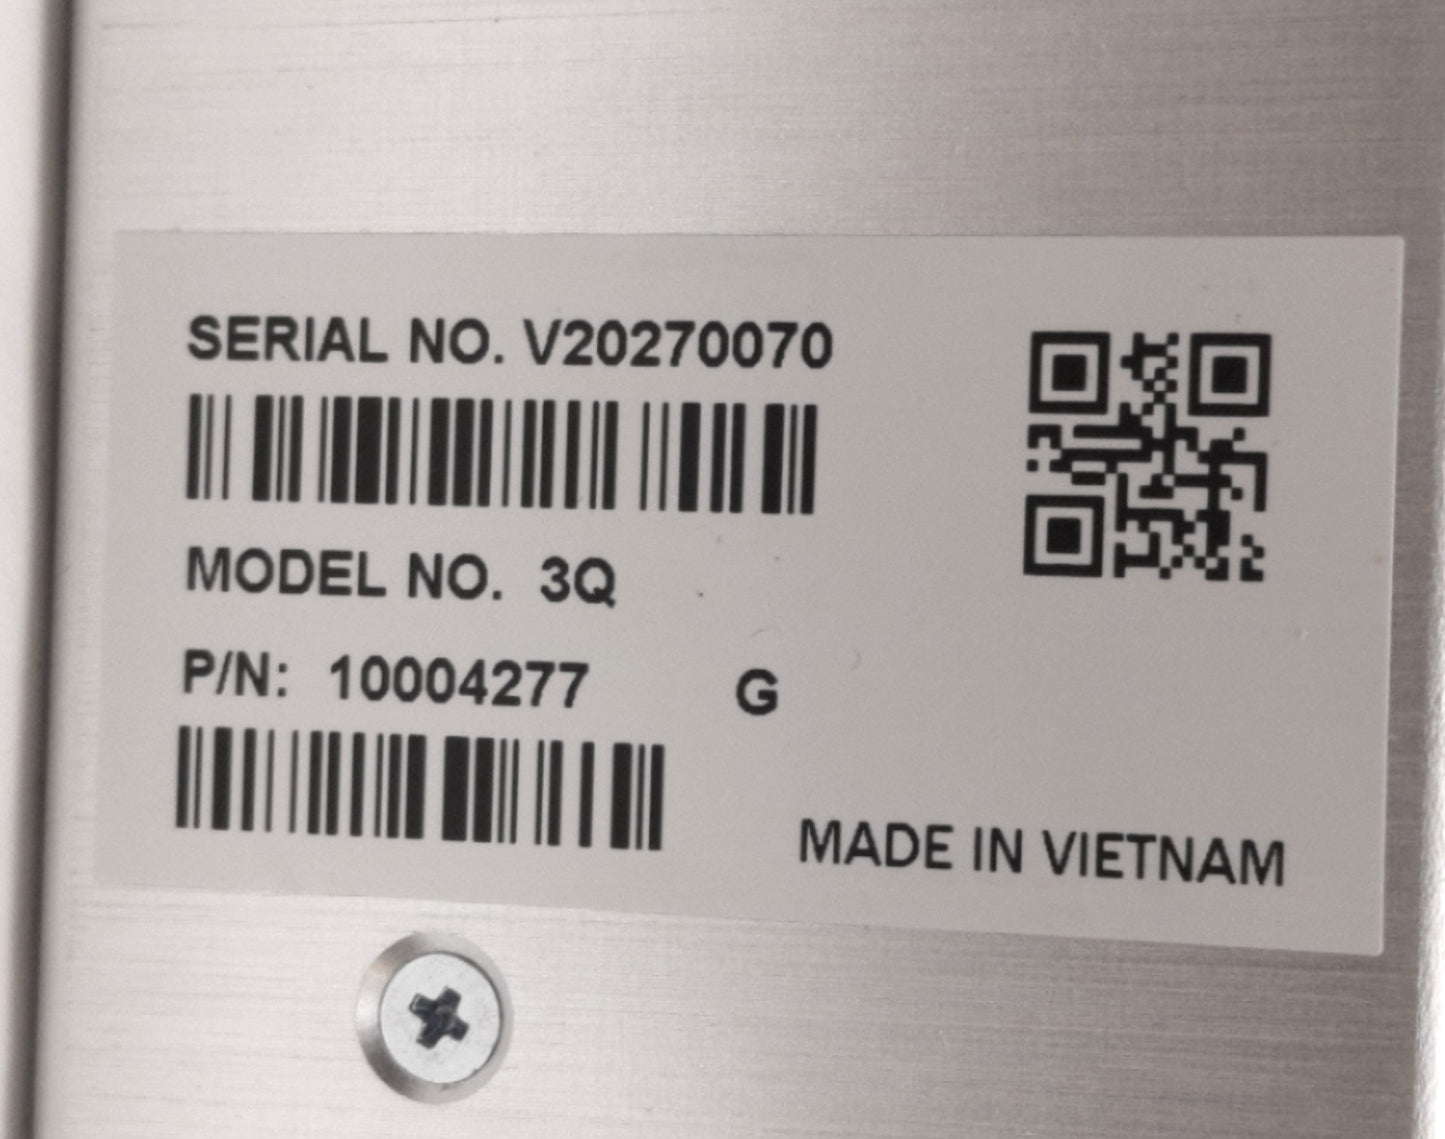 SERIAL NO. V20270070
MODEL NO. 3Q
P/N: 10004277 G
MADE IN VIETNAM